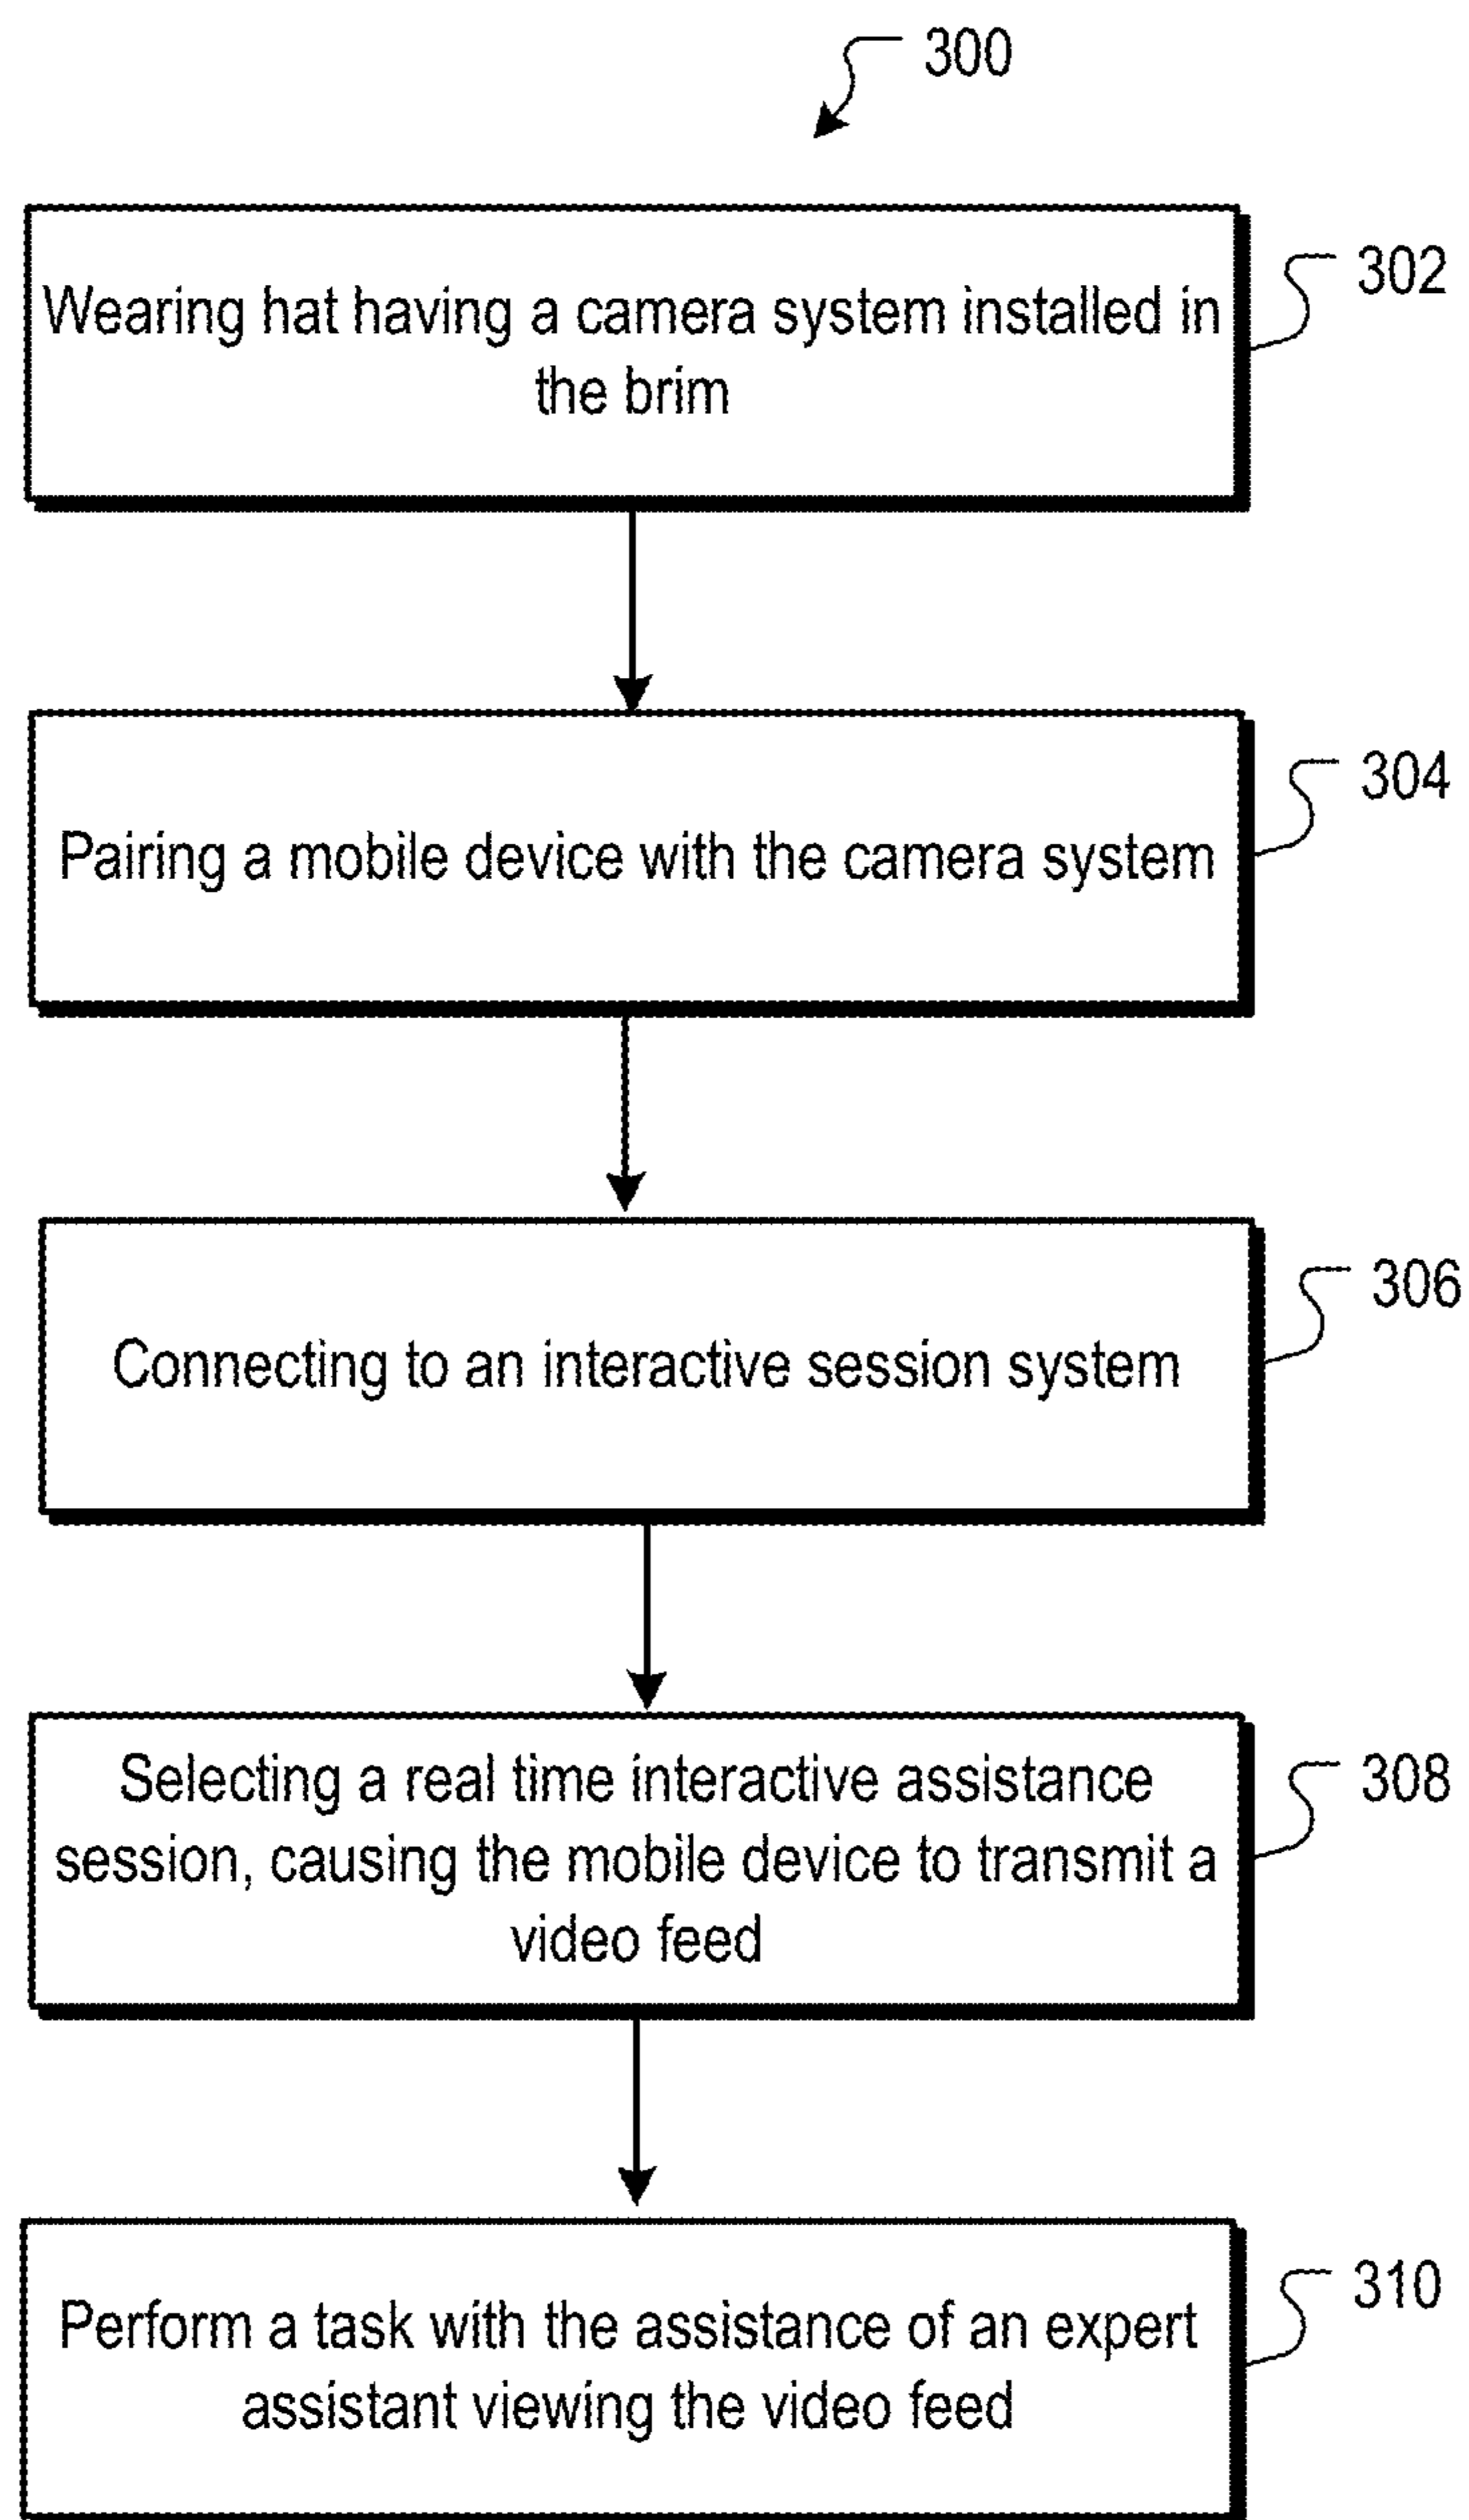 300
Wearing hat having a camera system installed in
the brim
302
Pairing a mobile device with the camera system
304
Connecting to an interactive session system
306
Selecting a real time interactive assistance
session, causing the mobile device to transmit a
video feed
308
Perform a task with the assistance of an expert
assistant viewing the video feed
310